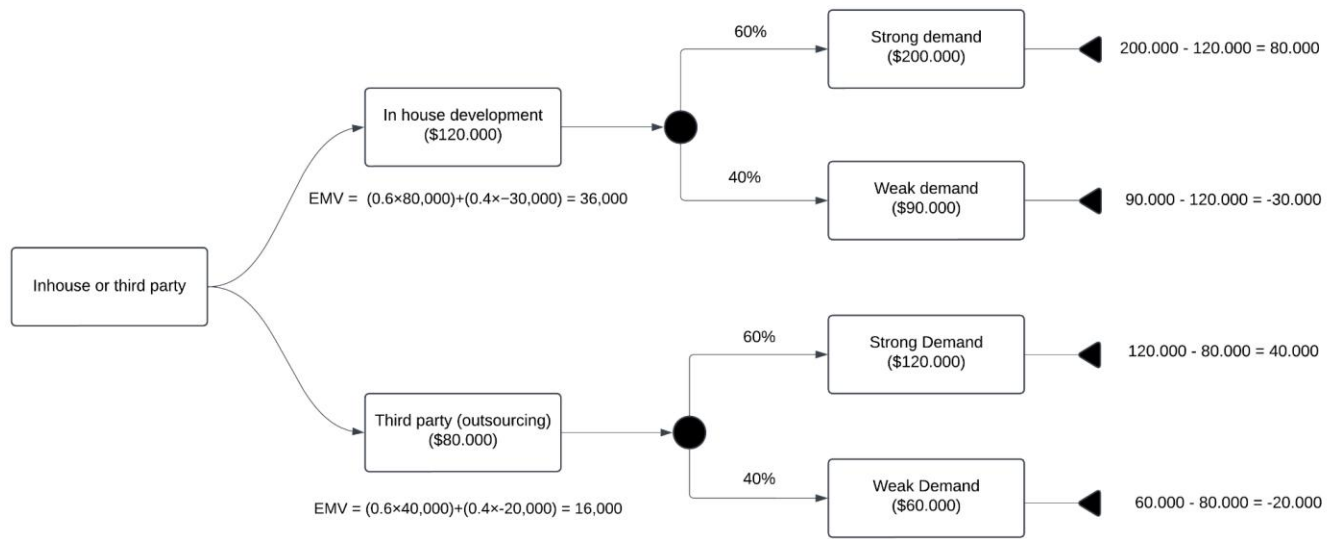 60%
Strong demand
($200.000)
200.000 - 120.000 = 80.000
In house development
($120.000)
40%
Weak demand
($90.000)
90.000 - 120.000 = -30.000
EMV =  (0.6×80,000)+(0.4×−30,000) = 36,000
Inhouse or third party
60%
Strong Demand
($120.000)
120.000 - 80.000 = 40.000
Third party (outsourcing)
($80.000)
40%
Weak Demand
($60.000)
60.000 - 80.000 = -20.000
EMV = (0.6×40,000)+(0.4×-20,000) = 16,000